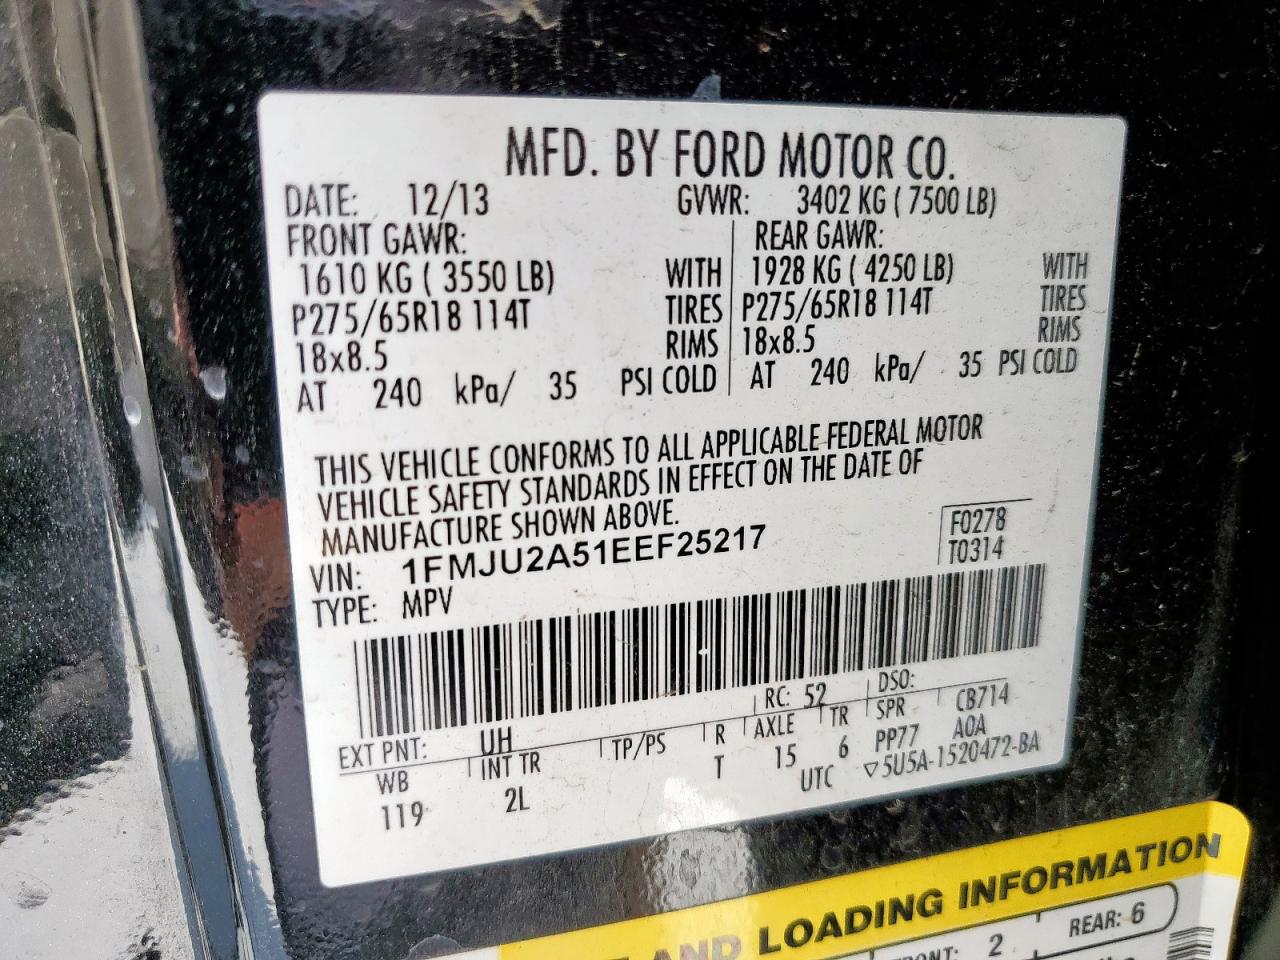 MFD. BY FORD MOTOR CO.
DATE: 12/13 GVWR: 3402 KG ( 7500 LB)
FRONT GAWR: REAR GAWR:
1610 KG ( 3550 LB) WITH 1928 KG ( 4250 LB) WITH
P275/65R18 114T TIRES P275/65R18 114T TIRES
18x8.5 RIMS 18x8.5 RIMS
AT 240 kPa/ 35 PSI COLD AT 240 kPa/ 35 PSI COLD
THIS VEHICLE CONFORMS TO ALL APPLICABLE FEDERAL MOTOR
VEHICLE SAFETY STANDARDS IN EFFECT ON THE DATE OF
MANUFACTURE SHOWN ABOVE.
VIN: 1FMJU2A51EEF25217 F0278
TYPE: MPV T0314
EXT PNT: UH RC: 52 DSO:
WB INT TR TP/PS R AXLE TR SPR CB714
119 2L T 15 6 PP77 A0A
UTC ▽5U5A-1520472-BA
AND LOADING INFORMATION
2 REAR: 6